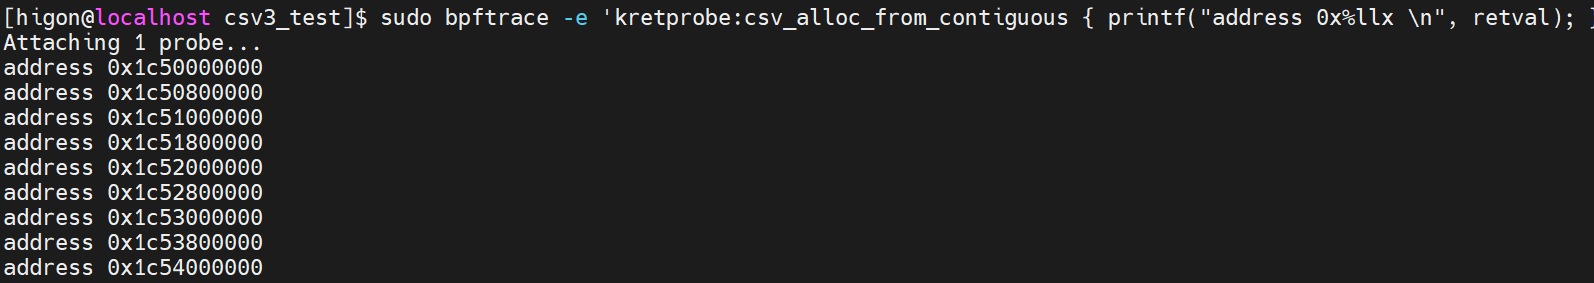 [higon@localhost csv3_test]$ sudo bpftrace -e 'kretprobe:csv_alloc_from_contiguous { printf("address 0x%llx \n", retval); }
Attaching 1 probe...
address 0x1c50000000
address 0x1c50800000
address 0x1c51000000
address 0x1c51800000
address 0x1c52000000
address 0x1c52800000
address 0x1c53000000
address 0x1c53800000
address 0x1c54000000